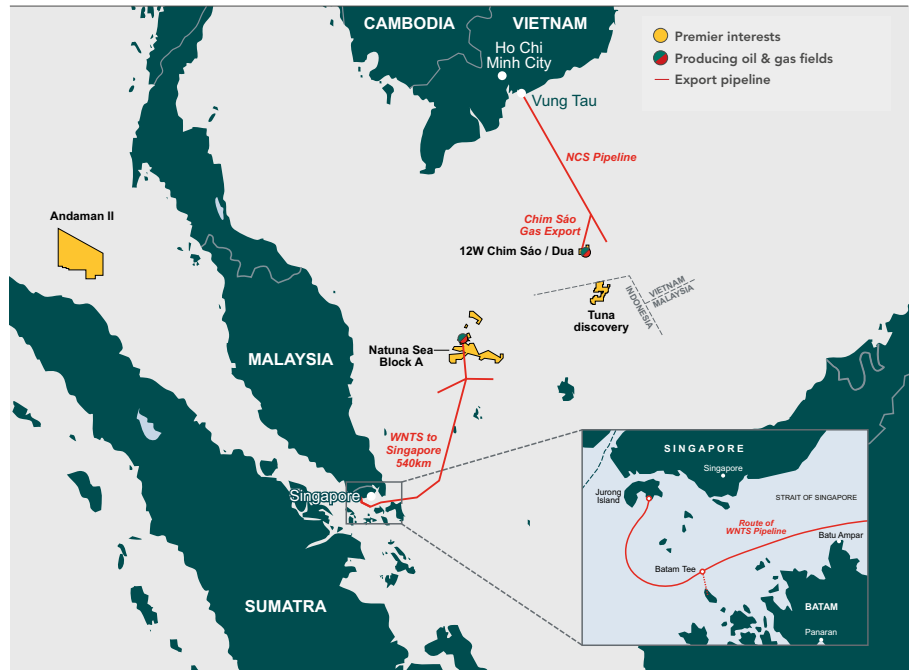 CAMBODIA
VIETNAM
Ho Chi
Minh City
Vung Tau
Premier interests
Producing oil & gas fields
Export pipeline
NCS Pipeline
Andaman II
Chim Sáo
Gas Export
12W Chim Sáo / Dua
VIETNAM
MALAYSIA
INDONESIA
Tuna
discovery
Natuna Sea
Block A
MALAYSIA
WNTS to
Singapore
540km
Singapore
SUMATRA
SINGAPORE
Singapore
Jurong
Island
STRAIT OF SINGAPORE
Route of
WNTS Pipeline
Batu Ampar
Batam Tee
BATAM
Panaran